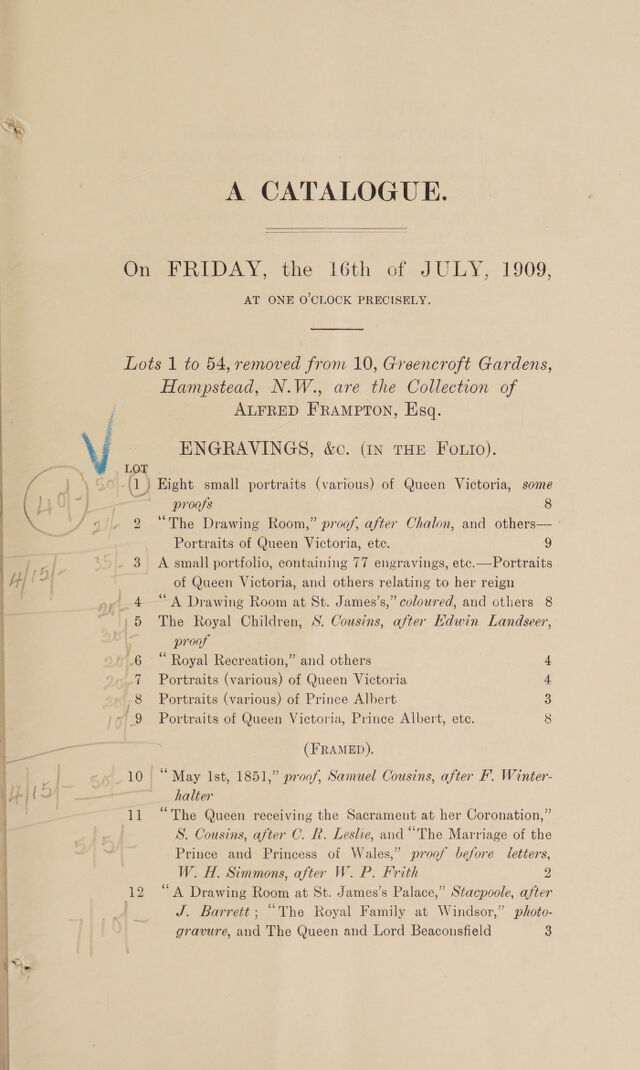 A CATALOGUE.
On FRIDAY, the 16th of JULY, 1909,
AT ONE O'CLOCK PRECISELY.
Lots 1 to 54, removed from 10, Greencroft Gardens,
Hampstead, N.W., are the Collection of
ALFRED FRAMPTON, Esq.
ENGRAVINGS, &c. (IN THE FOLIO).
LOT
1 Eight small portraits (various) of Queen Victoria, some
proofs 8
2 “The Drawing Room,” proof, after Chalon, and others—
Portraits of Queen Victoria, etc. 9
3 A small portfolio, containing 77 engravings, etc.—Portraits
of Queen Victoria, and others relating to her reign
4 “A Drawing Room at St. James's,” coloured, and others 8
5 The Royal Children, S. Cousins, after Edwin Landseer,
proof
6 “Royal Recreation,” and others 4
7 Portraits (various) of Queen Victoria 4
8 Portraits (various) of Prince Albert 3
9 Portraits of Queen Victoria, Prince Albert, etc. 8
(FRAMED).
10 “May 1st, 1851,” proof, Samuel Cousins, after F. Winter-
halter
11 “The Queen receiving the Sacrament at her Coronation,”
S. Cousins, after C. R. Leslie, and “The Marriage of the
Prince and Princess of Wales,” proof before letters,
W. H. Simmons, after W. P. Frith 2
12 “A Drawing Room at St. James's Palace,” Stacpoole, after
J. Barrett; “The Royal Family at Windsor,” photo-
gravure, and The Queen and Lord Beaconsfield 3
40/-
4/15/-
4/15/-
5/5/-